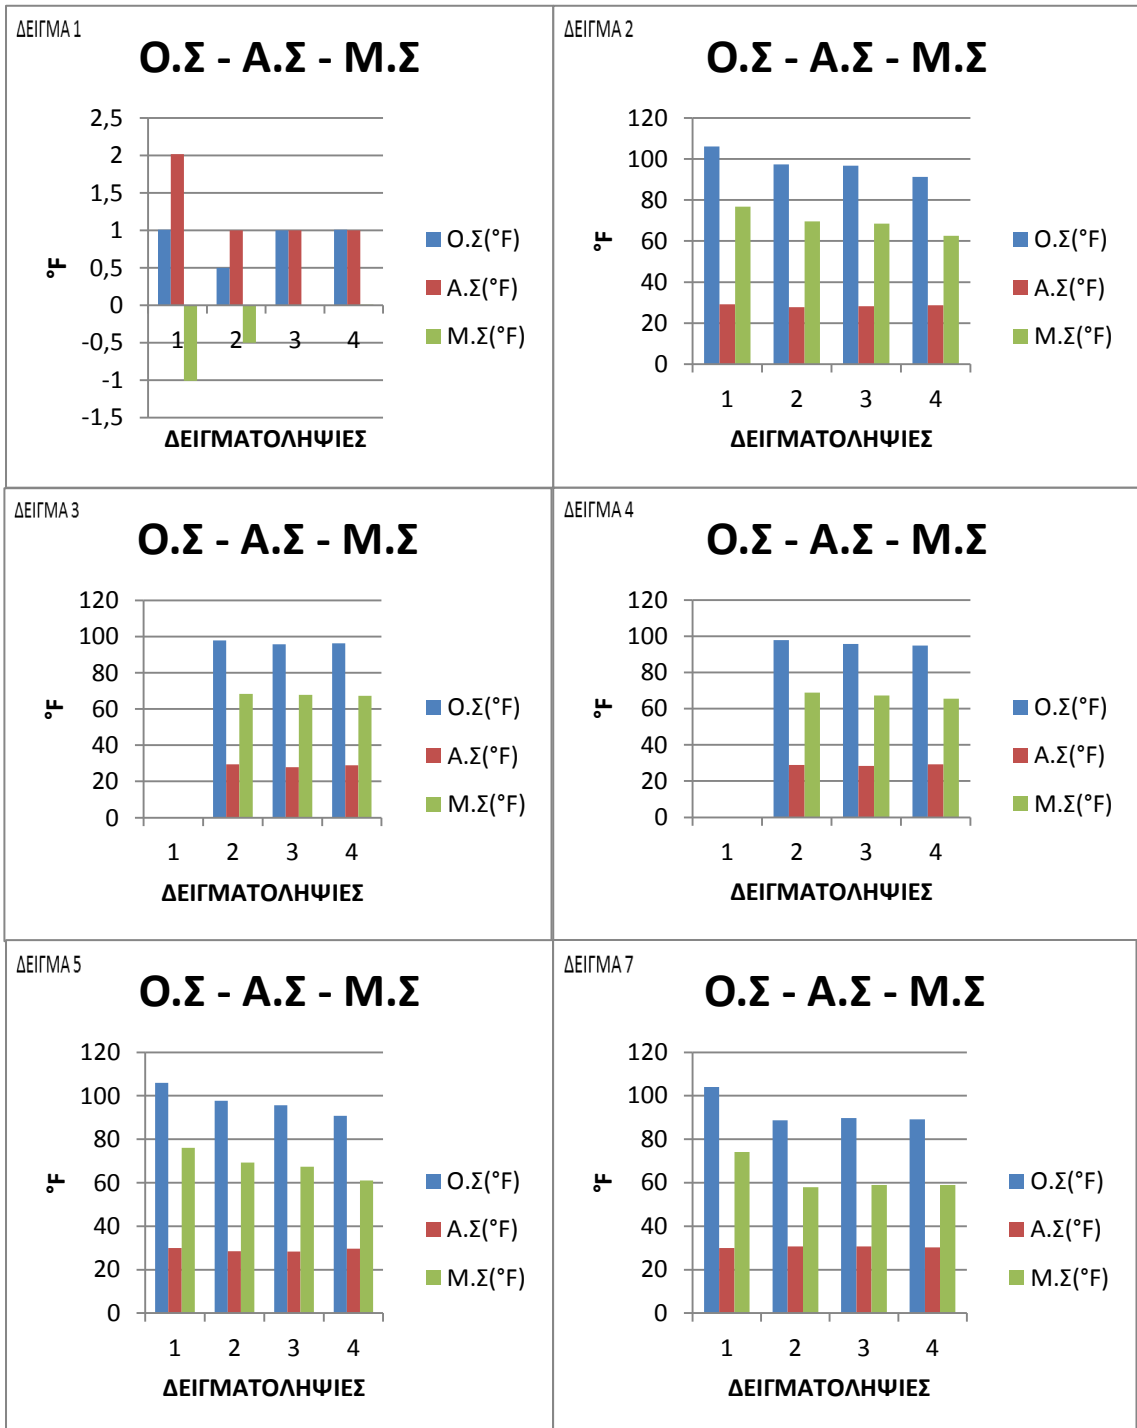 ΔΕΙΓΜΑ 1
Ο.Σ - Α.Σ - Μ.Σ
2,5
2
1,5
1
0,5
0
-0,5
-1
-1,5
°F
1 2 3 4
ΔΕΙΓΜΑΤΟΛΗΨΙΕΣ
Ο.Σ(°F)
Α.Σ(°F)
Μ.Σ(°F)
ΔΕΙΓΜΑ 2
Ο.Σ - Α.Σ - Μ.Σ
120
100
80
60
40
20
0
°F
1 2 3 4
ΔΕΙΓΜΑΤΟΛΗΨΙΕΣ
Ο.Σ(°F)
Α.Σ(°F)
Μ.Σ(°F)
ΔΕΙΓΜΑ 3
Ο.Σ - Α.Σ - Μ.Σ
120
100
80
60
40
20
0
°F
1 2 3 4
ΔΕΙΓΜΑΤΟΛΗΨΙΕΣ
Ο.Σ(°F)
Α.Σ(°F)
Μ.Σ(°F)
ΔΕΙΓΜΑ 4
Ο.Σ - Α.Σ - Μ.Σ
120
100
80
60
40
20
0
°F
1 2 3 4
ΔΕΙΓΜΑΤΟΛΗΨΙΕΣ
Ο.Σ(°F)
Α.Σ(°F)
Μ.Σ(°F)
ΔΕΙΓΜΑ 5
Ο.Σ - Α.Σ - Μ.Σ
120
100
80
60
40
20
0
°F
1 2 3 4
ΔΕΙΓΜΑΤΟΛΗΨΙΕΣ
Ο.Σ(°F)
Α.Σ(°F)
Μ.Σ(°F)
ΔΕΙΓΜΑ 7
Ο.Σ - Α.Σ - Μ.Σ
120
100
80
60
40
20
0
°F
1 2 3 4
ΔΕΙΓΜΑΤΟΛΗΨΙΕΣ
Ο.Σ(°F)
Α.Σ(°F)
Μ.Σ(°F)